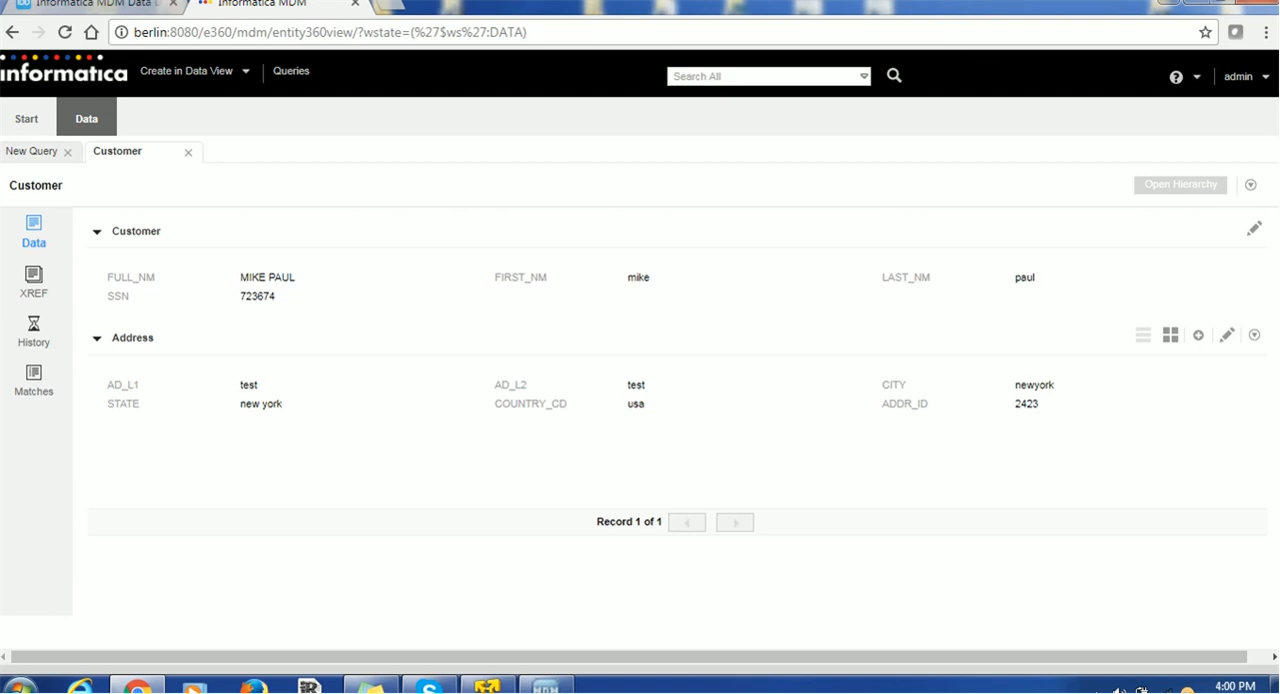 Informatica MDM Data D
Informatica MDM
berlin:8080/e360/mdm/entity360view/?wstate=(%27$ws%27:DATA)
informatica Create in Data View Queries Search All admin
Start Data
New Query Customer
Customer Open Hierarchy
Data
XREF
History
Matches
Customer
FULL_NM MIKE PAUL FIRST_NM mike LAST_NM paul
SSN 723674
Address
AD_L1 test AD_L2 test CITY newyork
STATE new york COUNTRY_CD usa ADDR_ID 2423
Record 1 of 1
MDM
4:00 PM